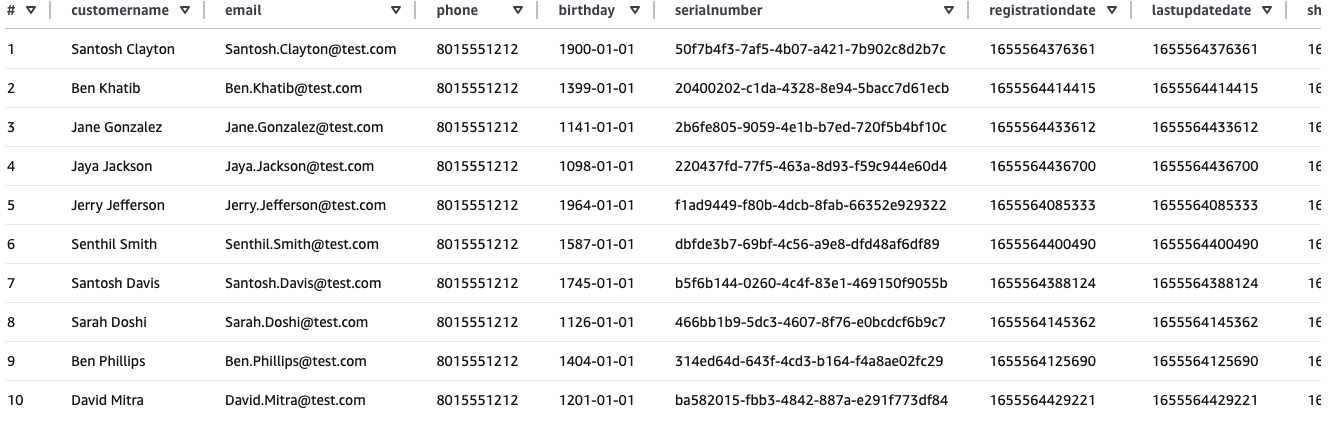 # customername email phone birthday serialnumber registrationdate lastupdatedate sh
1 Santosh Clayton Santosh.Clayton@test.com 8015551212 1900-01-01 50f7b4f3-7af5-4b07-a421-7b902c8d2b7c 1655564376361 1655564376361 16
2 Ben Khatib Ben.Khatib@test.com 8015551212 1399-01-01 20400202-c1da-4328-8e94-5bacc7d61ecb 1655564414415 1655564414415 16
3 Jane Gonzalez Jane.Gonzalez@test.com 8015551212 1141-01-01 2b6fe805-9059-4e1b-b7ed-720f5b4bf10c 1655564433612 1655564433612 16
4 Jaya Jackson Jaya.Jackson@test.com 8015551212 1098-01-01 220437fd-77f5-463a-8d93-f59c944e60d4 1655564436700 1655564436700 16
5 Jerry Jefferson Jerry.Jefferson@test.com 8015551212 1964-01-01 f1ad9449-f80b-4dcb-8fab-66352e929322 1655564085333 1655564085333 16
6 Senthil Smith Senthil.Smith@test.com 8015551212 1587-01-01 dbfde3b7-69bf-4c56-a9e8-dfd48af6df89 1655564400490 1655564400490 16
7 Santosh Davis Santosh.Davis@test.com 8015551212 1745-01-01 b5f6b144-0260-4c4f-83e1-469150f9055b 1655564388124 1655564388124 16
8 Sarah Doshi Sarah.Doshi@test.com 8015551212 1126-01-01 466bb1b9-5dc3-4607-8f76-e0bcdcf6b9c7 1655564145362 1655564145362 16
9 Ben Phillips Ben.Phillips@test.com 8015551212 1404-01-01 314ed64d-643f-4cd3-b164-f4a8ae02fc29 1655564125690 1655564125690 16
10 David Mitra David.Mitra@test.com 8015551212 1201-01-01 ba582015-fbb3-4842-887a-e291f773df84 1655564429221 1655564429221 16